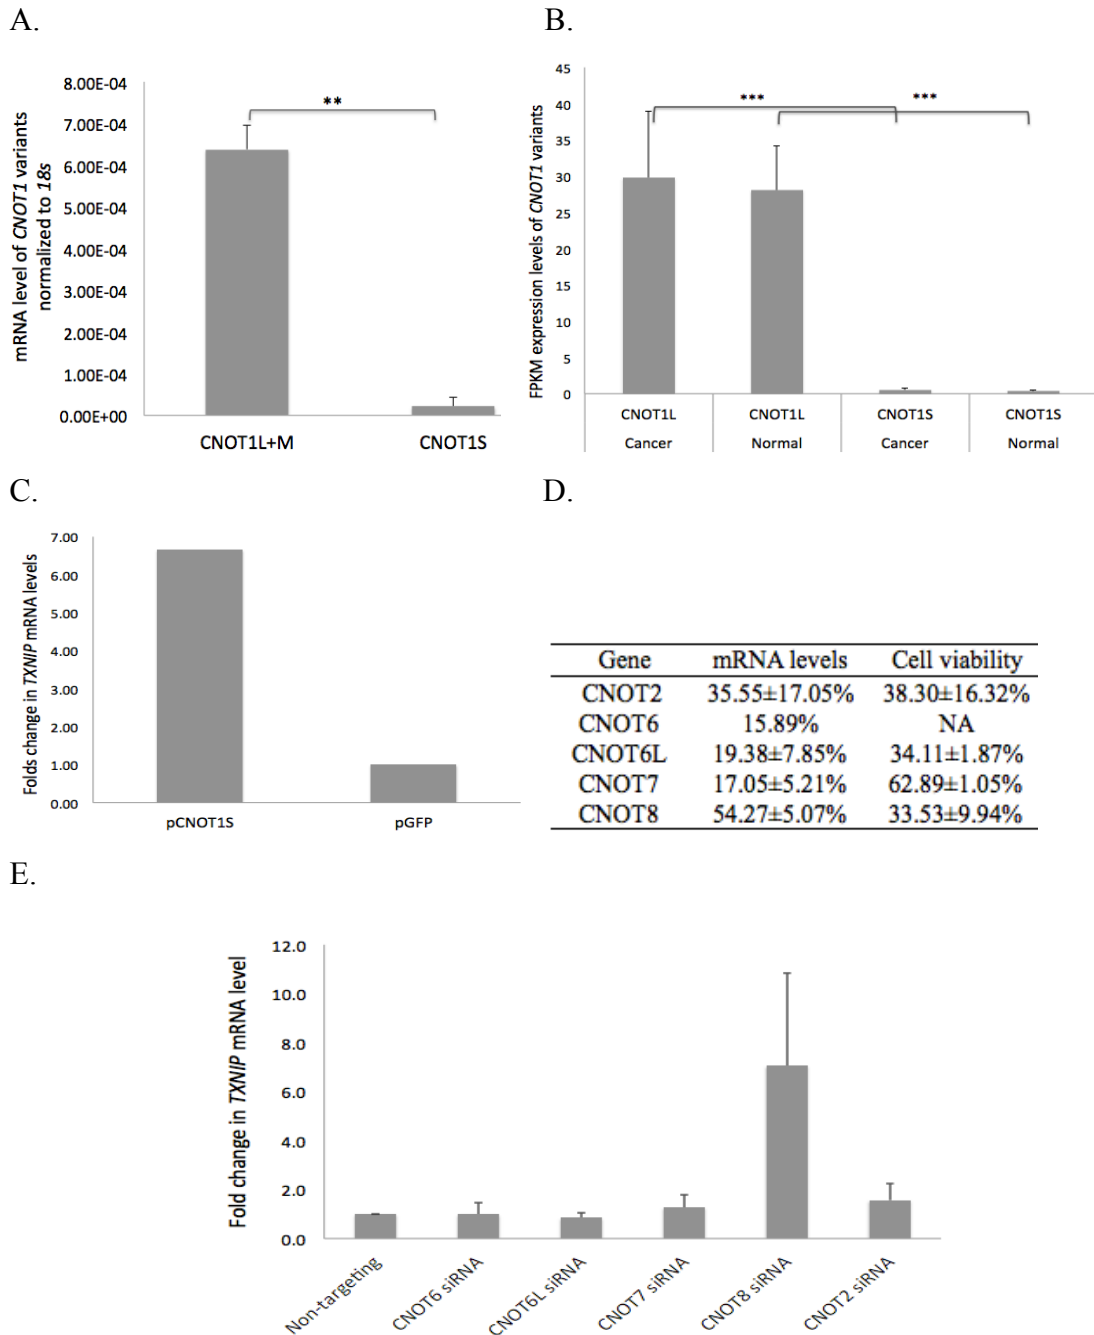 A.
mRNA level of CNOT1 variants
normalized to 18s
8.00E-04
7.00E-04
6.00E-04
5.00E-04
4.00E-04
3.00E-04
2.00E-04
1.00E-04
0.00E+00
**
CNOT1L+M
CNOT1S
B.
FPKM expression levels of CNOT1 variants
45
40
35
30
25
20
15
10
5
0
***
***
CNOT1L
CNOT1L
CNOT1S
CNOT1S
Cancer
Normal
Cancer
Normal
C.
Folds change in TXNIP mRNA levels
7.00
6.00
5.00
4.00
3.00
2.00
1.00
0.00
pCNOT1S
pGFP
D.
Gene mRNA levels Cell viability
CNOT2 35.55±17.05% 38.30±16.32%
CNOT6 15.89% NA
CNOT6L 19.38±7.85% 34.11±1.87%
CNOT7 17.05±5.21% 62.89±1.05%
CNOT8 54.27±5.07% 33.53±9.94%
E.
Fold change in TXNIP mRNA level
12.0
10.0
8.0
6.0
4.0
2.0
0.0
Non-targeting
CNOT6 siRNA
CNOT6L siRNA
CNOT7 siRNA
CNOT8 siRNA
CNOT2 siRNA